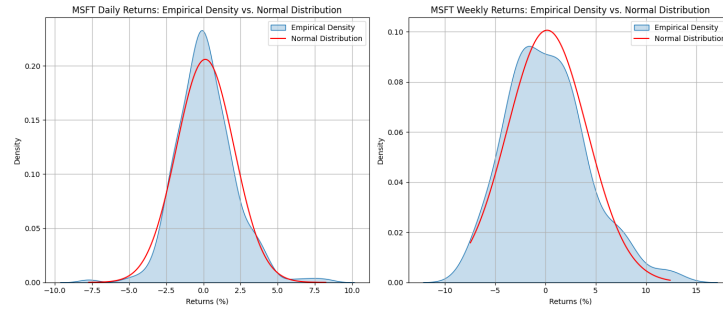 MSFT Daily Returns: Empirical Density vs. Normal Distribution
Empirical Density
Normal Distribution
0.20
0.15
0.10
0.05
0.00
Density
−10.0 −7.5 −5.0 −2.5 0.0 2.5 5.0 7.5 10.0
Returns (%)
MSFT Weekly Returns: Empirical Density vs. Normal Distribution
Empirical Density
Normal Distribution
0.10
0.08
0.06
0.04
0.02
0.00
Density
−10 −5 0 5 10 15
Returns (%)